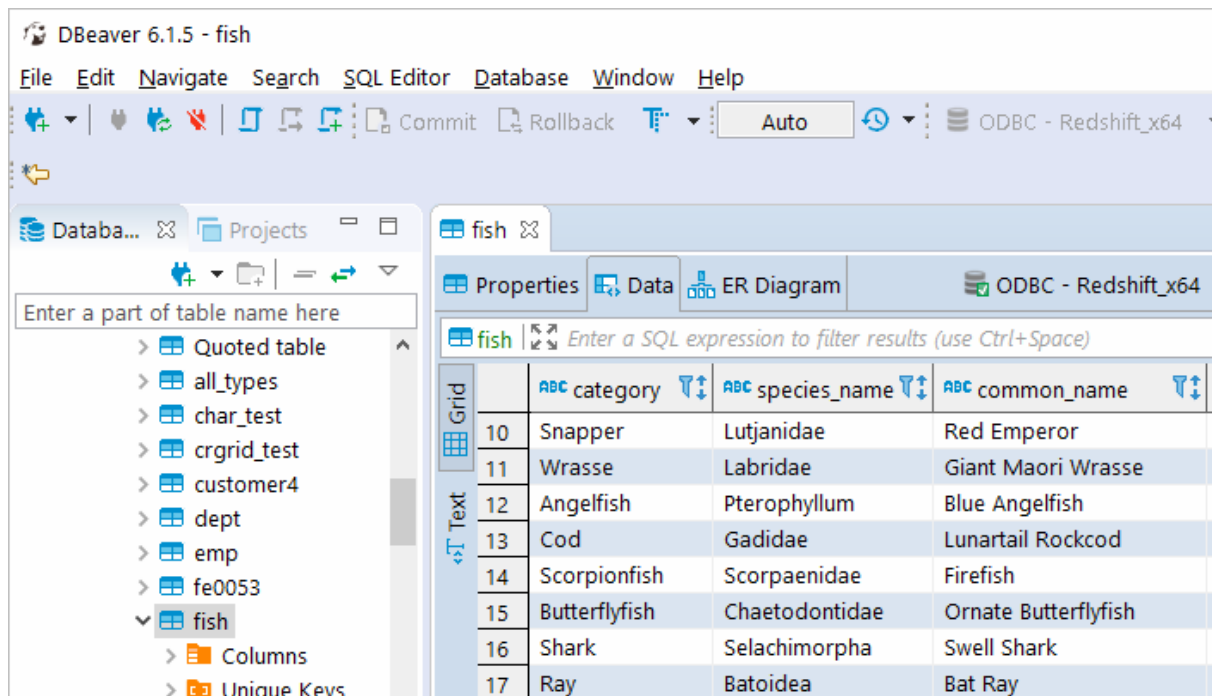 DBeaver 6.1.5 - fish
File Edit Navigate Search SQL Editor Database Window Help
Commit Rollback Auto ODBC - Redshift_x64
Databa... Projects
Enter a part of table name here
Quoted table
all_types
char_test
crgrid_test
customer4
dept
emp
fe0053
fish
Columns
Unique Keys
fish
Properties Data ER Diagram ODBC - Redshift_x64
fish Enter a SQL expression to filter results (use Ctrl+Space)
Grid
Text
ABC category ABC species_name ABC common_name
10 Snapper Lutjanidae Red Emperor
11 Wrasse Labridae Giant Maori Wrasse
12 Angelfish Pterophyllum Blue Angelfish
13 Cod Gadidae Lunartail Rockcod
14 Scorpionfish Scorpaenidae Firefish
15 Butterflyfish Chaetodontidae Ornate Butterflyfish
16 Shark Selachimorpha Swell Shark
17 Ray Batoidea Bat Ray